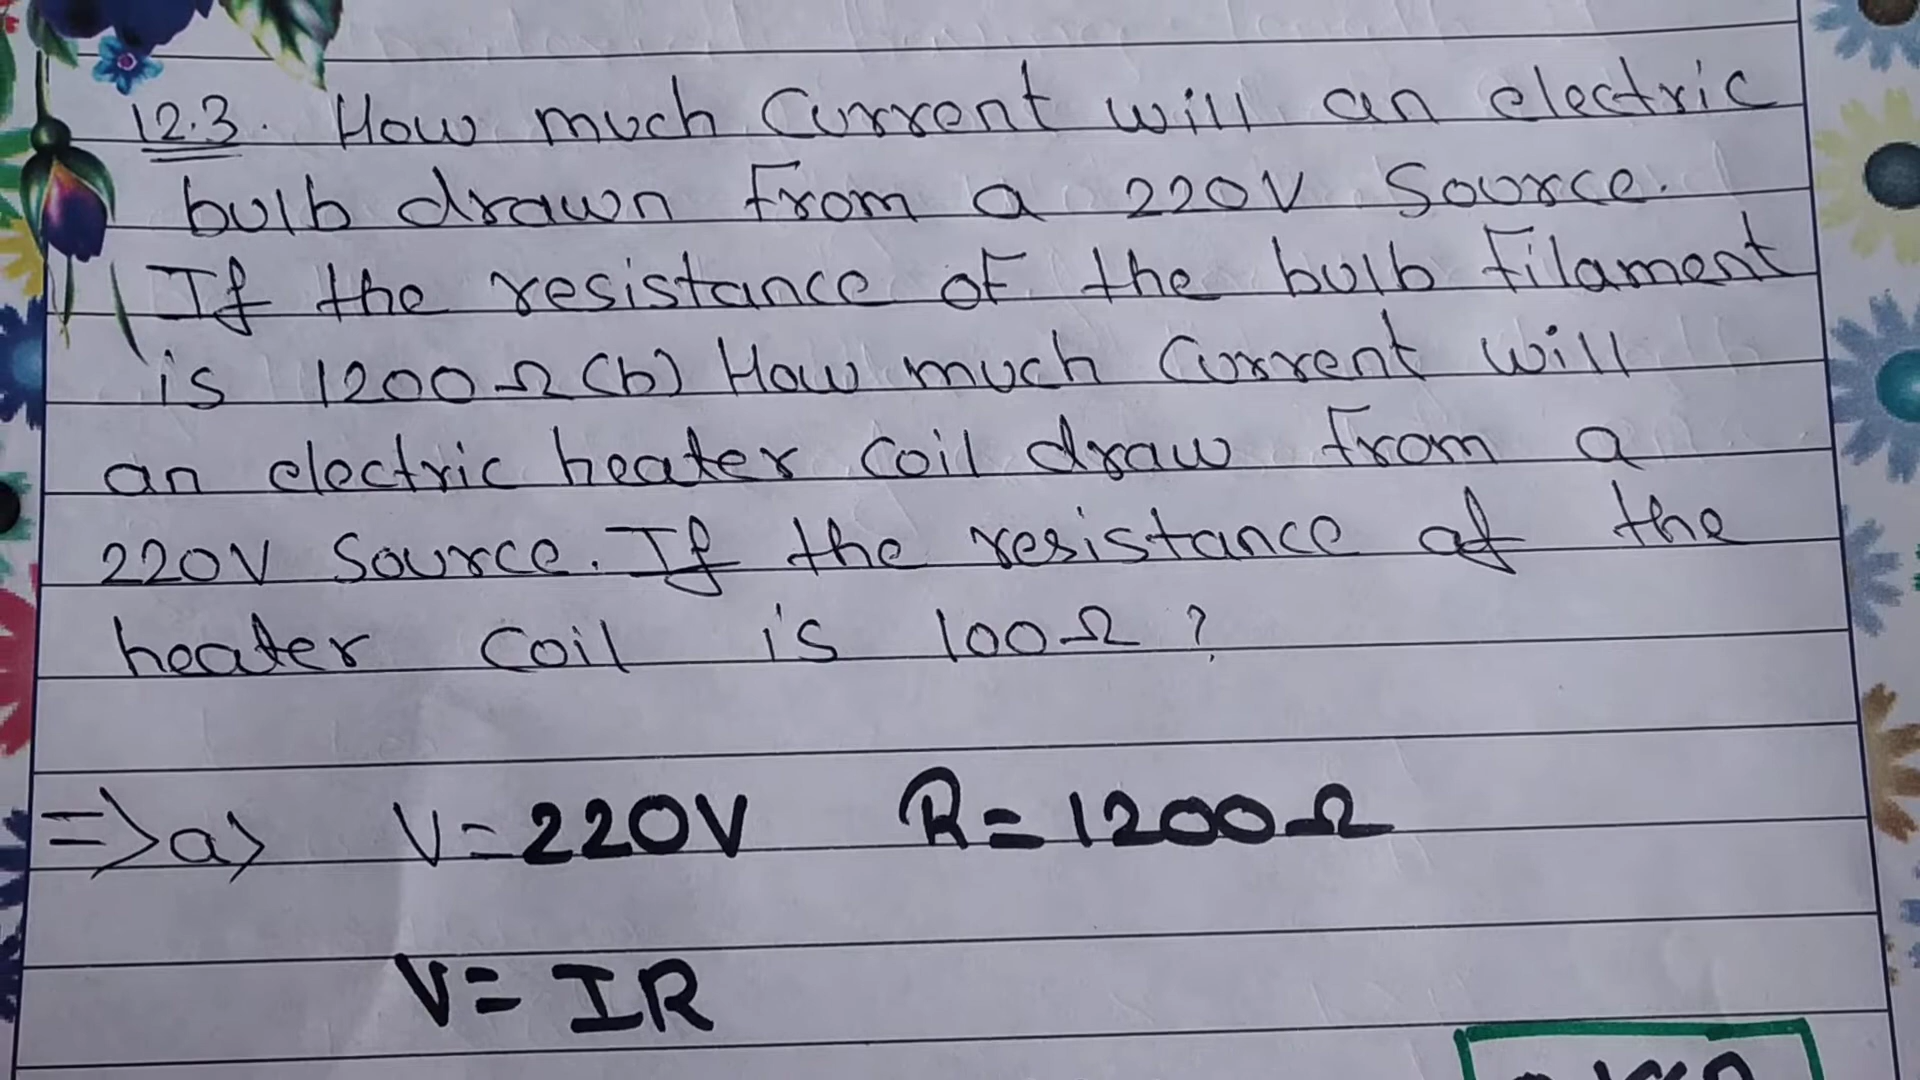 12.3. How much Current will an electric
bulb drawn from a 220V Source.
If the resistance of the bulb filament
is 1200Ω (b) How much Current will
an electric heater coil draw from a
220V Source. If the resistance of the
heater coil is 100Ω ?
=> a> V=220V R=1200Ω
V= IR